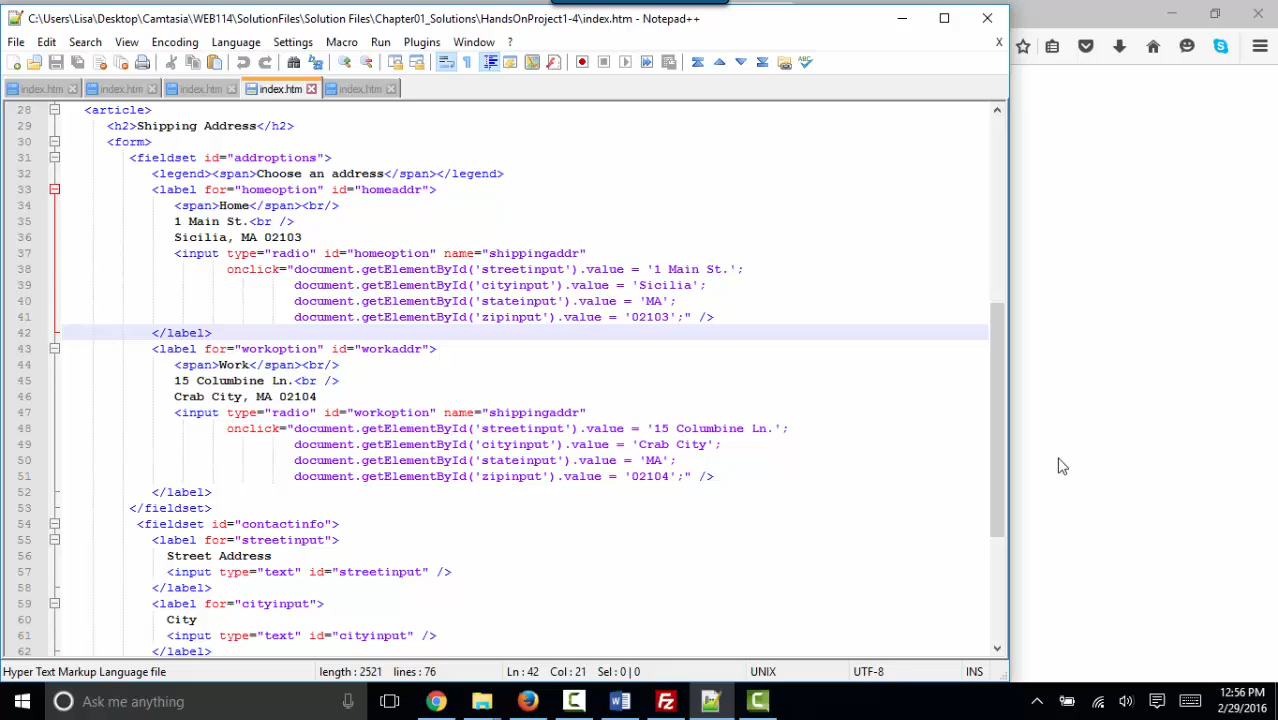 C:\Users\Lisa\Desktop\Camtasia\WEB114\SolutionFiles\Solution Files\Chapter01_Solutions\HandsOnProject1-4\index.htm - Notepad++
File Edit Search View Encoding Language Settings Macro Run Plugins Window ? X
index.htm index.htm index.htm index.htm index.htm
28 <article>
29 <h2>Shipping Address</h2>
30 <form>
31 <fieldset id="addroptions">
32 <legend><span>Choose an address</span></legend>
33 <label for="homeoption" id="homeaddr">
34 <span>Home</span><br/>
35 1 Main St.<br />
36 Sicilia, MA 02103
37 <input type="radio" id="homeoption" name="shippingaddr"
38 onclick="document.getElementById('streetinput').value = '1 Main St.';
39 document.getElementById('cityinput').value = 'Sicilia';
40 document.getElementById('stateinput').value = 'MA';
41 document.getElementById('zipinput').value = '02103';" />
42 </label>
43 <label for="workoption" id="workaddr">
44 <span>Work</span><br/>
45 15 Columbine Ln.<br />
46 Crab City, MA 02104
47 <input type="radio" id="workoption" name="shippingaddr"
48 onclick="document.getElementById('streetinput').value = '15 Columbine Ln.';
49 document.getElementById('cityinput').value = 'Crab City';
50 document.getElementById('stateinput').value = 'MA';
51 document.getElementById('zipinput').value = '02104';" />
52 </label>
53 </fieldset>
54 <fieldset id="contactinfo">
55 <label for="streetinput">
56 Street Address
57 <input type="text" id="streetinput" />
58 </label>
59 <label for="cityinput">
60 City
61 <input type="text" id="cityinput" />
62 </label>
Hyper Text Markup Language file length : 2521 lines : 76 Ln : 42 Col : 21 Sel : 0 | 0 UNIX UTF-8 INS
Ask me anything
12:56 PM
2/29/2016